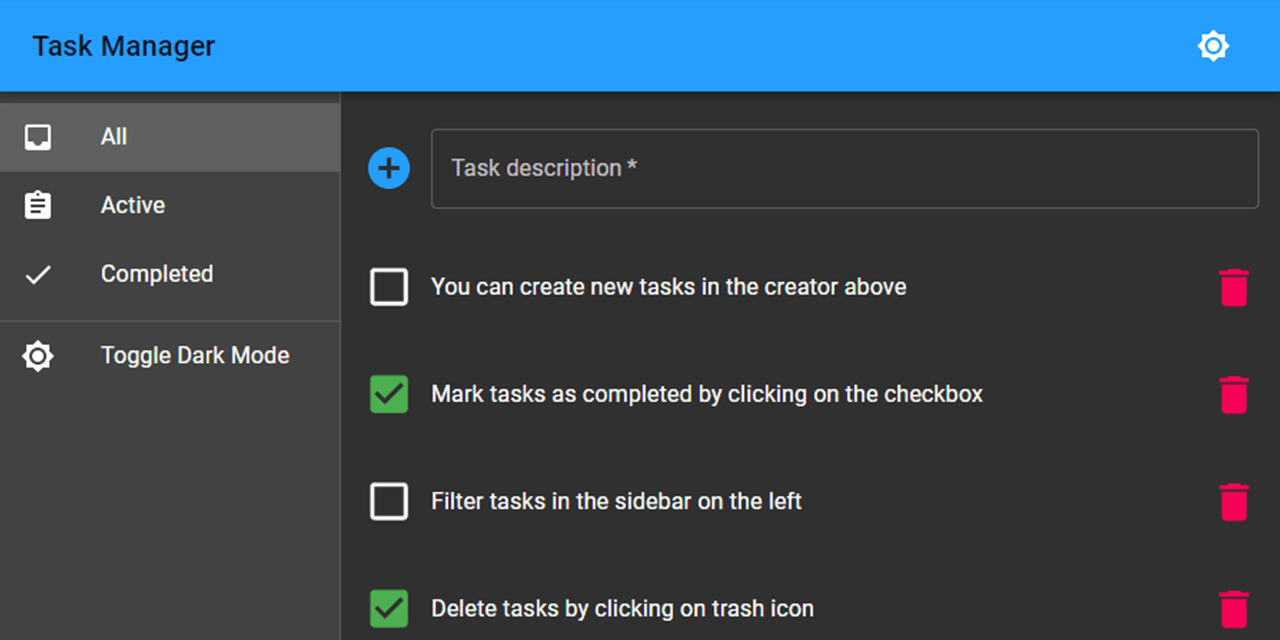 Task Manager
All
Active
Completed
Toggle Dark Mode
Task description *
You can create new tasks in the creator above
Mark tasks as completed by clicking on the checkbox
Filter tasks in the sidebar on the left
Delete tasks by clicking on trash icon